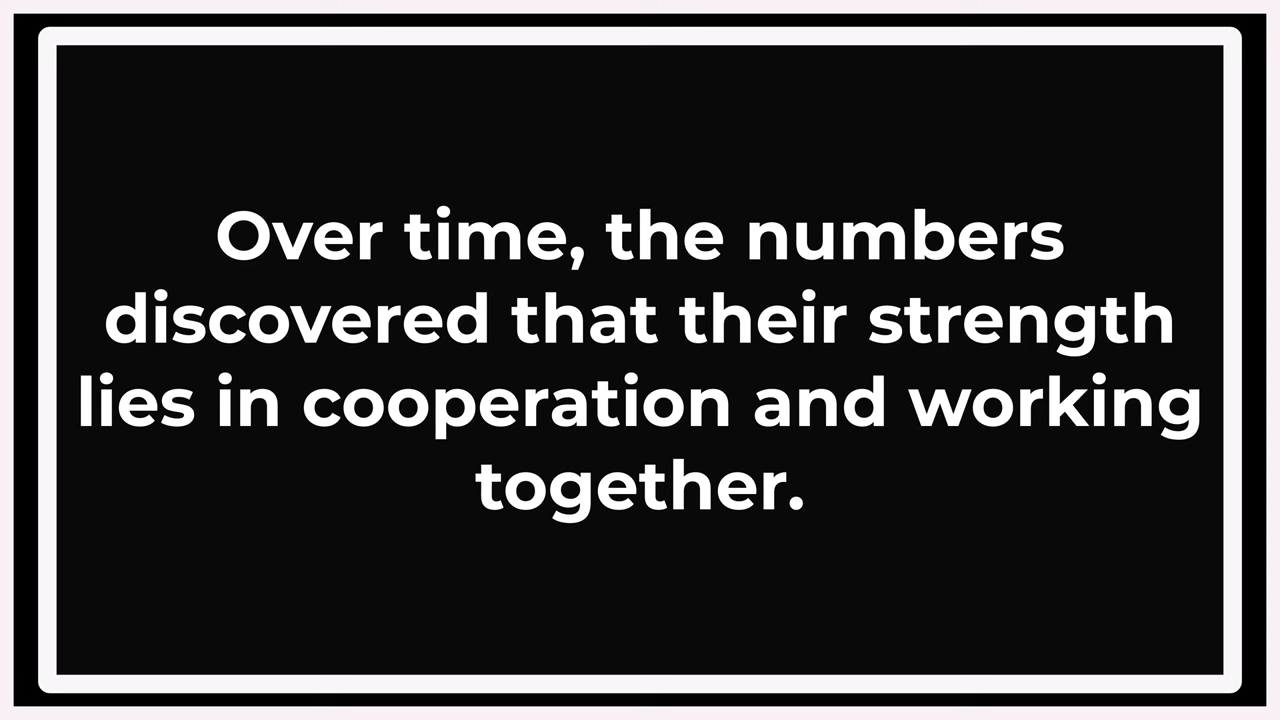 Over time, the numbers
discovered that their strength
lies in cooperation and working
together.